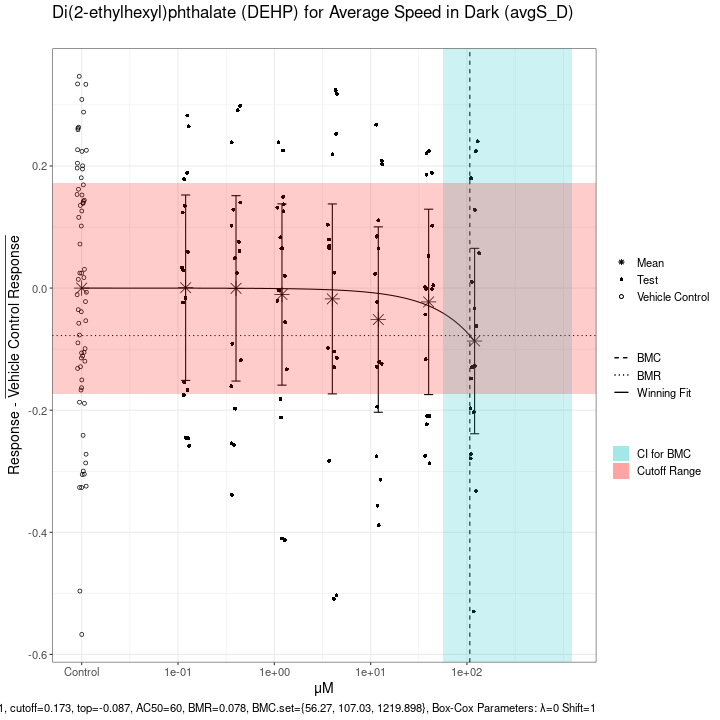 Di(2-ethylhexyl)phthalate (DEHP) for Average Speed in Dark (avgS_D)
Response - Vehicle Control Response
0.2
0.0
-0.2
-0.4
-0.6
Control
1e-01
1e+00
1e+01
1e+02
μM
Mean
Test
Vehicle Control
BMC
BMR
Winning Fit
CI for BMC
Cutoff Range
1, cutoff=0.173, top=-0.087, AC50=60, BMR=0.078, BMC.set={56.27, 107.03, 1219.898}, Box-Cox Parameters: λ=0 Shift=1